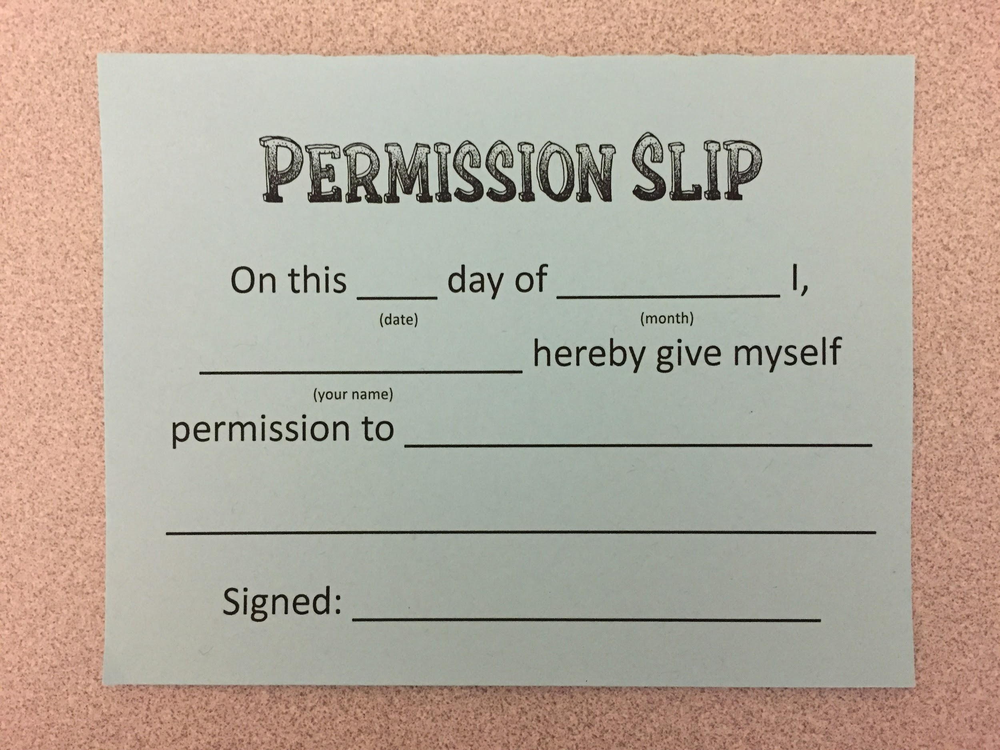 PERMISSION SLIP
On this ____ day of ____________ I,
(date) (month)
_________________ hereby give myself
(your name)
permission to _________________________
______________________________________
Signed: _________________________